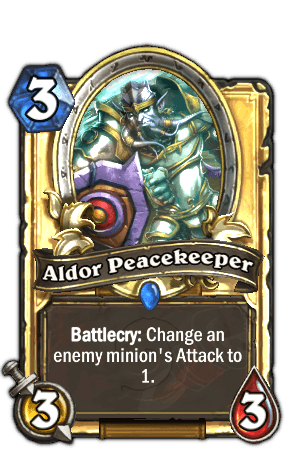 3
Aldor Peacekeeper
Battlecry: Change an
enemy minion's Attack to
1.
3
3